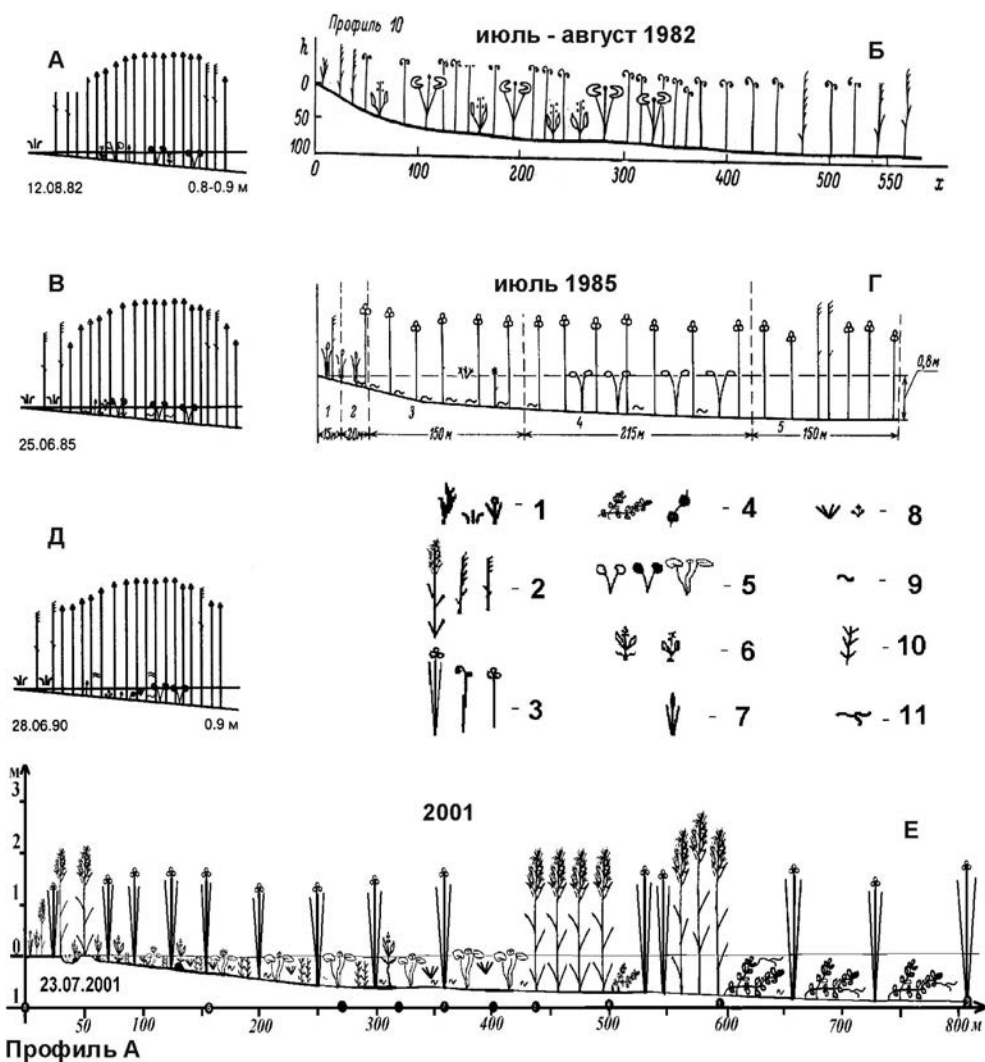 А
12.08.82 0.8-0.9 м
Профиль 10
июль - август 1982
Б
h
0
50
100
0 100 200 300 400 500 550 x
В
25.06.85
июль 1985
Г
0,8м
1 2 3 4 5
15м 20м 150м 215м 150м
Д
28.06.90 0.9 м
- 1
- 2
- 3
- 4
- 5
- 6
- 7
- 8
- 9
- 10
- 11
м
3
2
1
0
1
2001
Е
23.07.2001
50 100 200 300 400 500 600 700 800 м
Профиль А